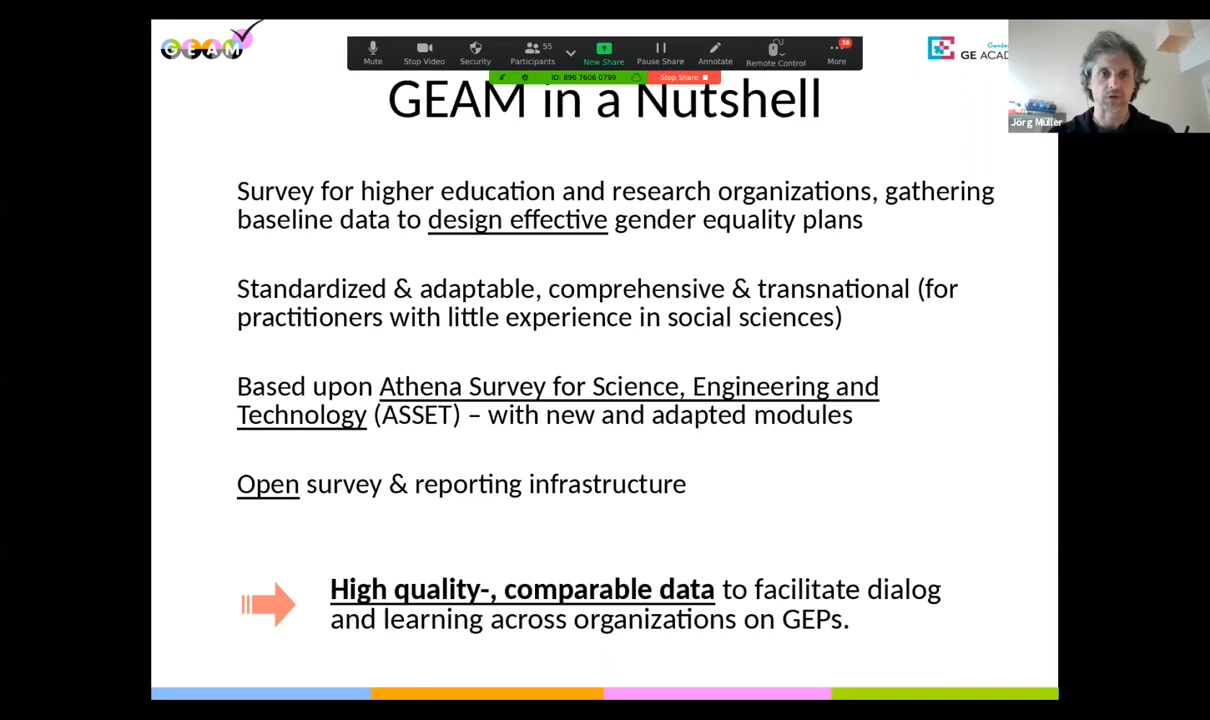 GEAM
55
38
Mute
Stop Video
Security
Participants
New Share
Pause Share
Annotate
Remote Control
More
ID: 896 7606 0799
Stop Share
GE ACAD
Jörg Müller
GEAM in a Nutshell
Survey for higher education and research organizations, gathering
baseline data to design effective gender equality plans
Standardized & adaptable, comprehensive & transnational (for
practitioners with little experience in social sciences)
Based upon Athena Survey for Science, Engineering and
Technology (ASSET) – with new and adapted modules
Open survey & reporting infrastructure
High quality-, comparable data to facilitate dialog
and learning across organizations on GEPs.